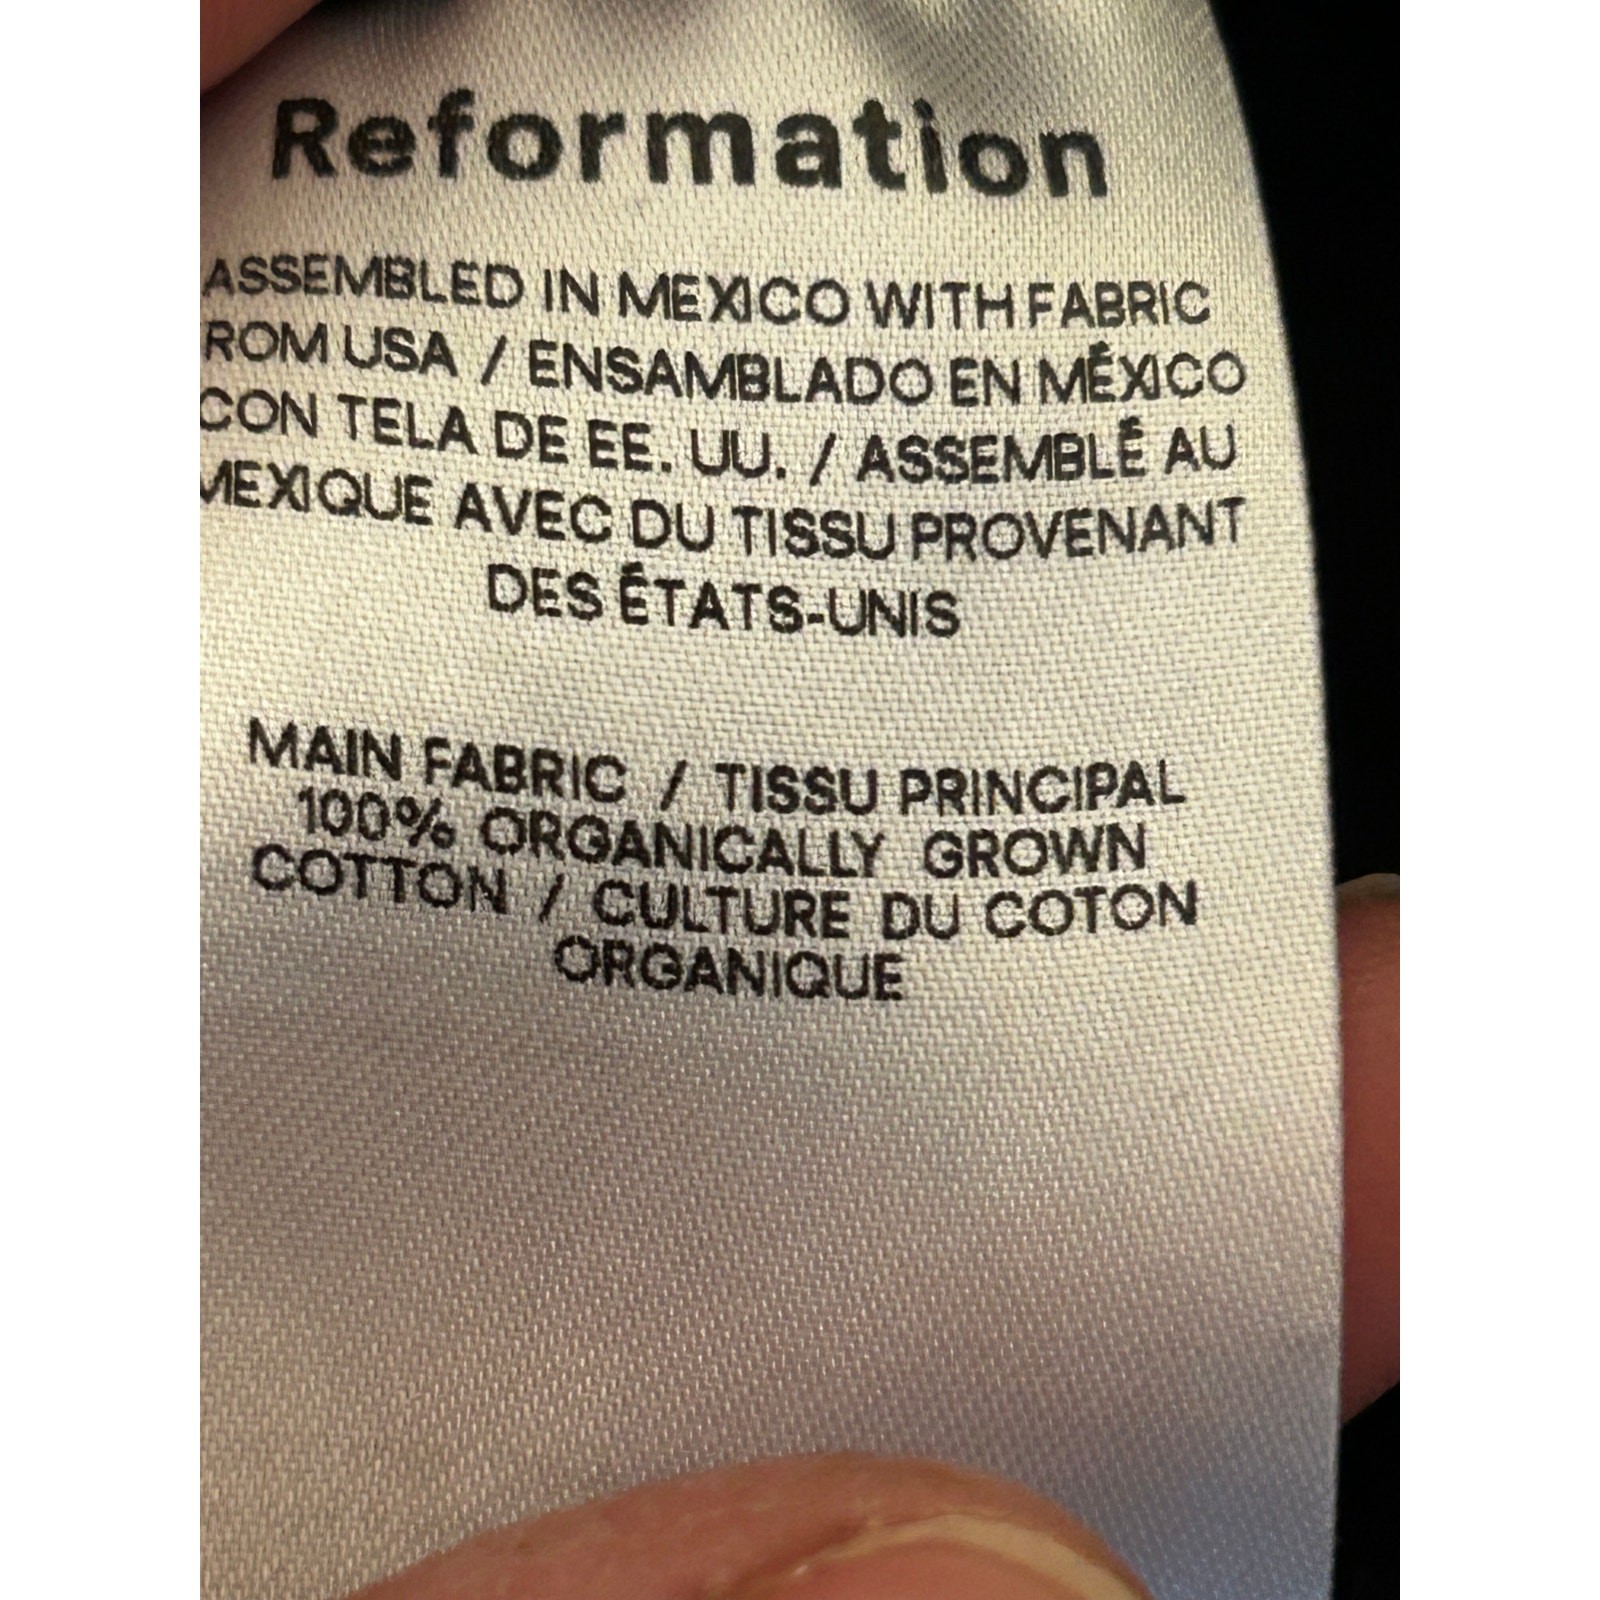 Reformation
ASSEMBLED IN MEXICO WITH FABRIC
ROM USA / ENSAMBLADO EN MÉXICO
CON TELA DE EE. UU. / ASSEMBLÉ AU
MEXIQUE AVEC DU TISSU PROVENANT
DES ÉTATS-UNIS
MAIN FABRIC / TISSU PRINCIPAL
100% ORGANICALLY GROWN
COTTON / CULTURE DU COTON
ORGANIQUE